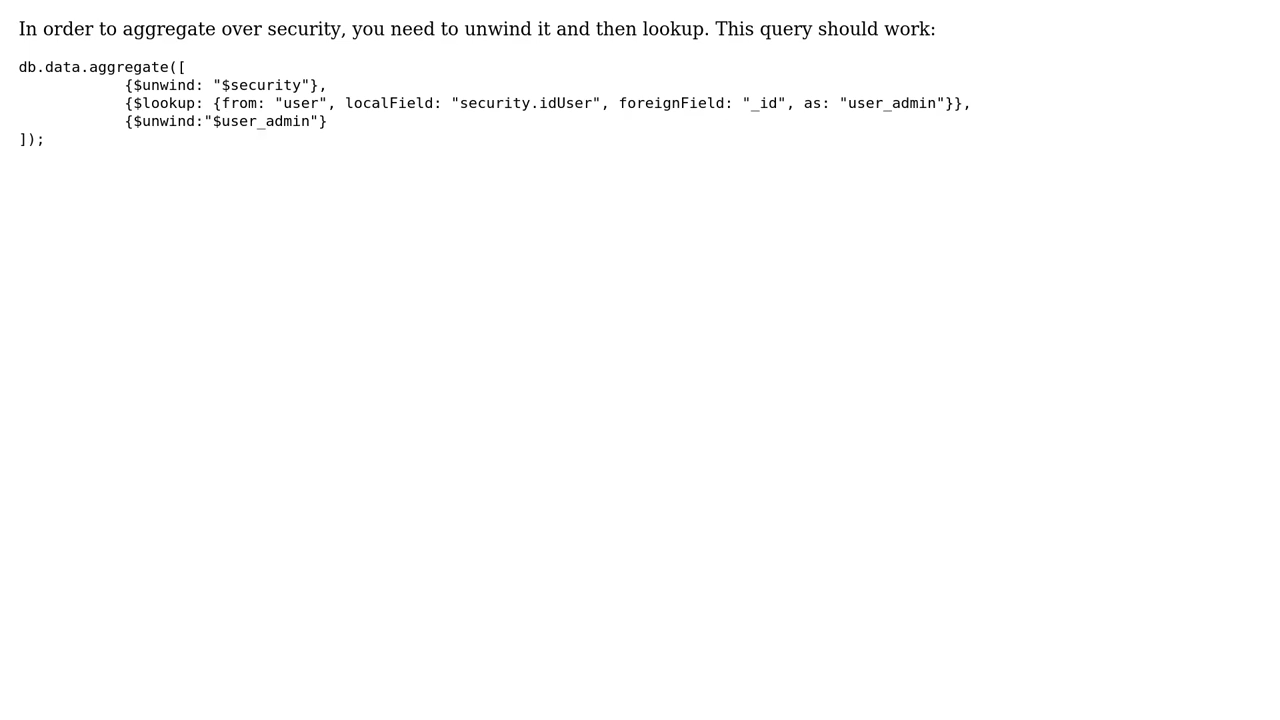 In order to aggregate over security, you need to unwind it and then lookup. This query should work:
db.data.aggregate([
            {$unwind: "$security"},
            {$lookup: {from: "user", localField: "security.idUser", foreignField: "_id", as: "user_admin"}},
            {$unwind:"$user_admin"}
]);